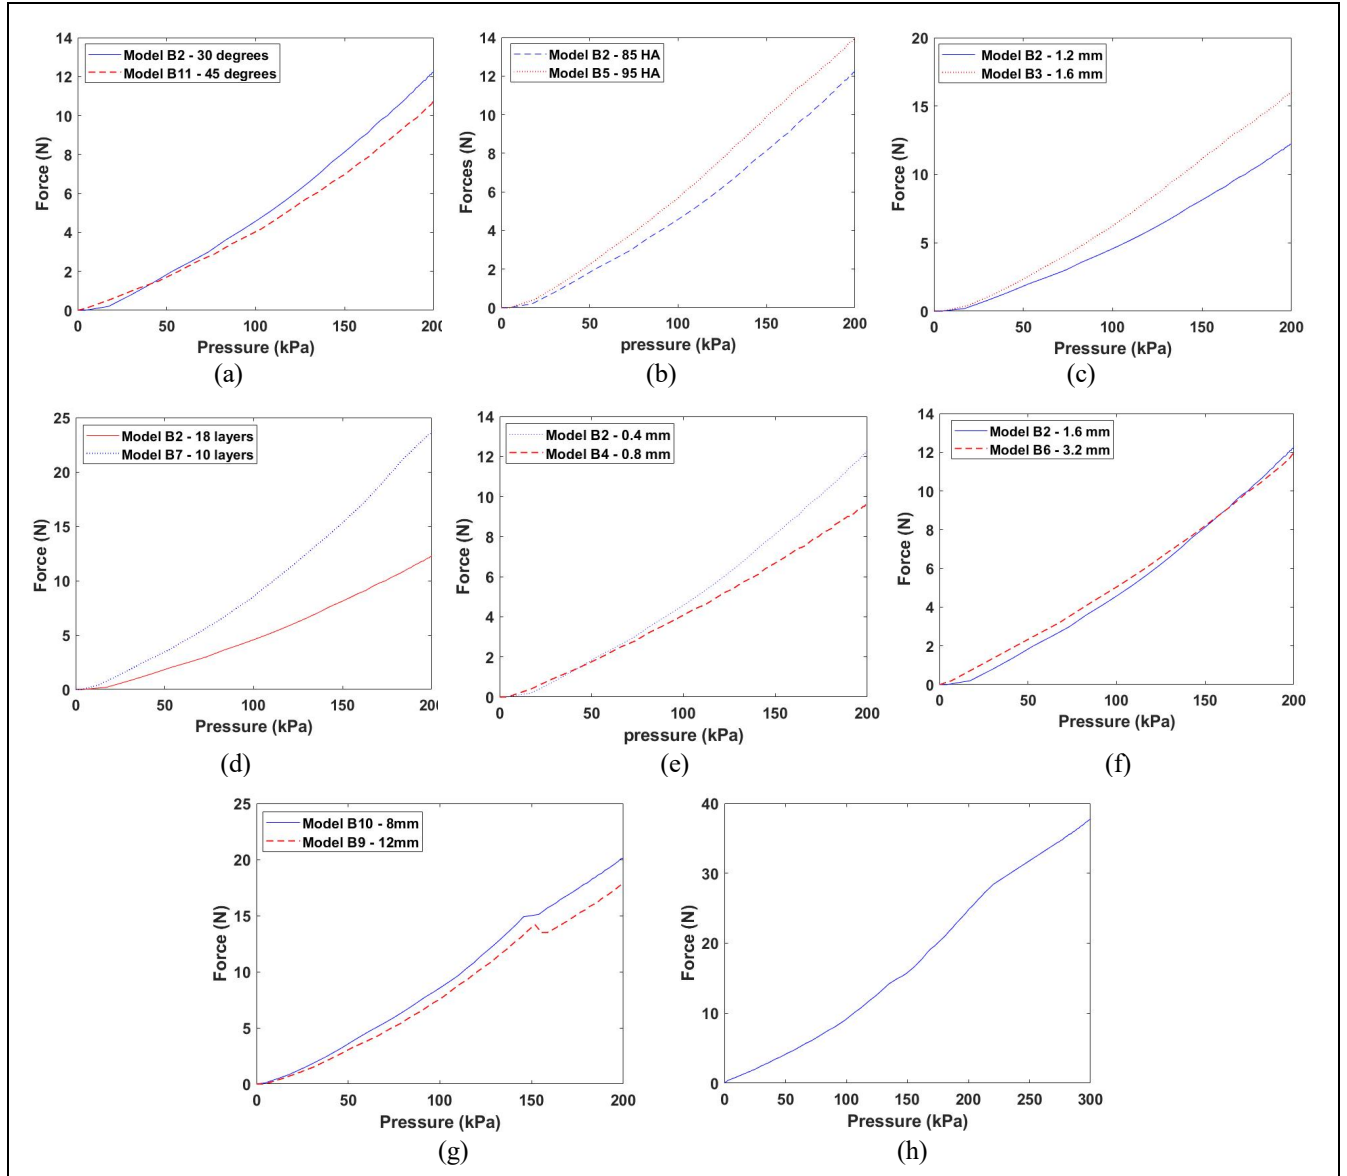 14
12
10
8
6
4
2
0
Force (N)
Model B2 - 30 degrees
Model B11 - 45 degrees
0 50 100 150 200
Pressure (kPa)
(a)
14
12
10
8
6
4
2
0
Forces (N)
Model B2 - 85 HA
Model B5 - 95 HA
0 50 100 150 200
pressure (kPa)
(b)
20
15
10
5
0
Force (N)
Model B2 - 1.2 mm
Model B3 - 1.6 mm
0 50 100 150 200
Pressure (kPa)
(c)
25
20
15
10
5
0
Force (N)
Model B2 - 18 layers
Model B7 - 10 layers
0 50 100 150 200
Pressure (kPa)
(d)
14
12
10
8
6
4
2
0
Force (N)
Model B2 - 0.4 mm
Model B4 - 0.8 mm
0 50 100 150 200
pressure (kPa)
(e)
14
12
10
8
6
4
2
0
Force (N)
Model B2 - 1.6 mm
Model B6 - 3.2 mm
0 50 100 150 200
Pressure (kPa)
(f)
25
20
15
10
5
0
Force (N)
Model B10 - 8mm
Model B9 - 12mm
0 50 100 150 200
Pressure (kPa)
(g)
40
30
20
10
0
Force (N)
0 50 100 150 200 250 300
Pressure (kPa)
(h)